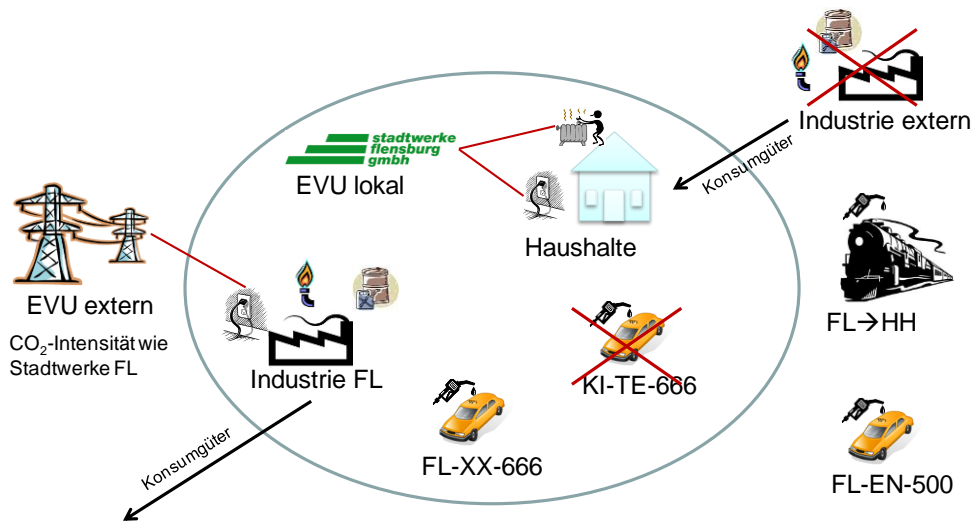 Industrie extern
Konsumgüter
stadtwerke
flensburg
gmbh
EVU lokal
Haushalte
EVU extern
CO₂-Intensität wie
Stadtwerke FL
Industrie FL
Konsumgüter
KI-TE-666
FL-XX-666
FL→HH
FL-EN-500